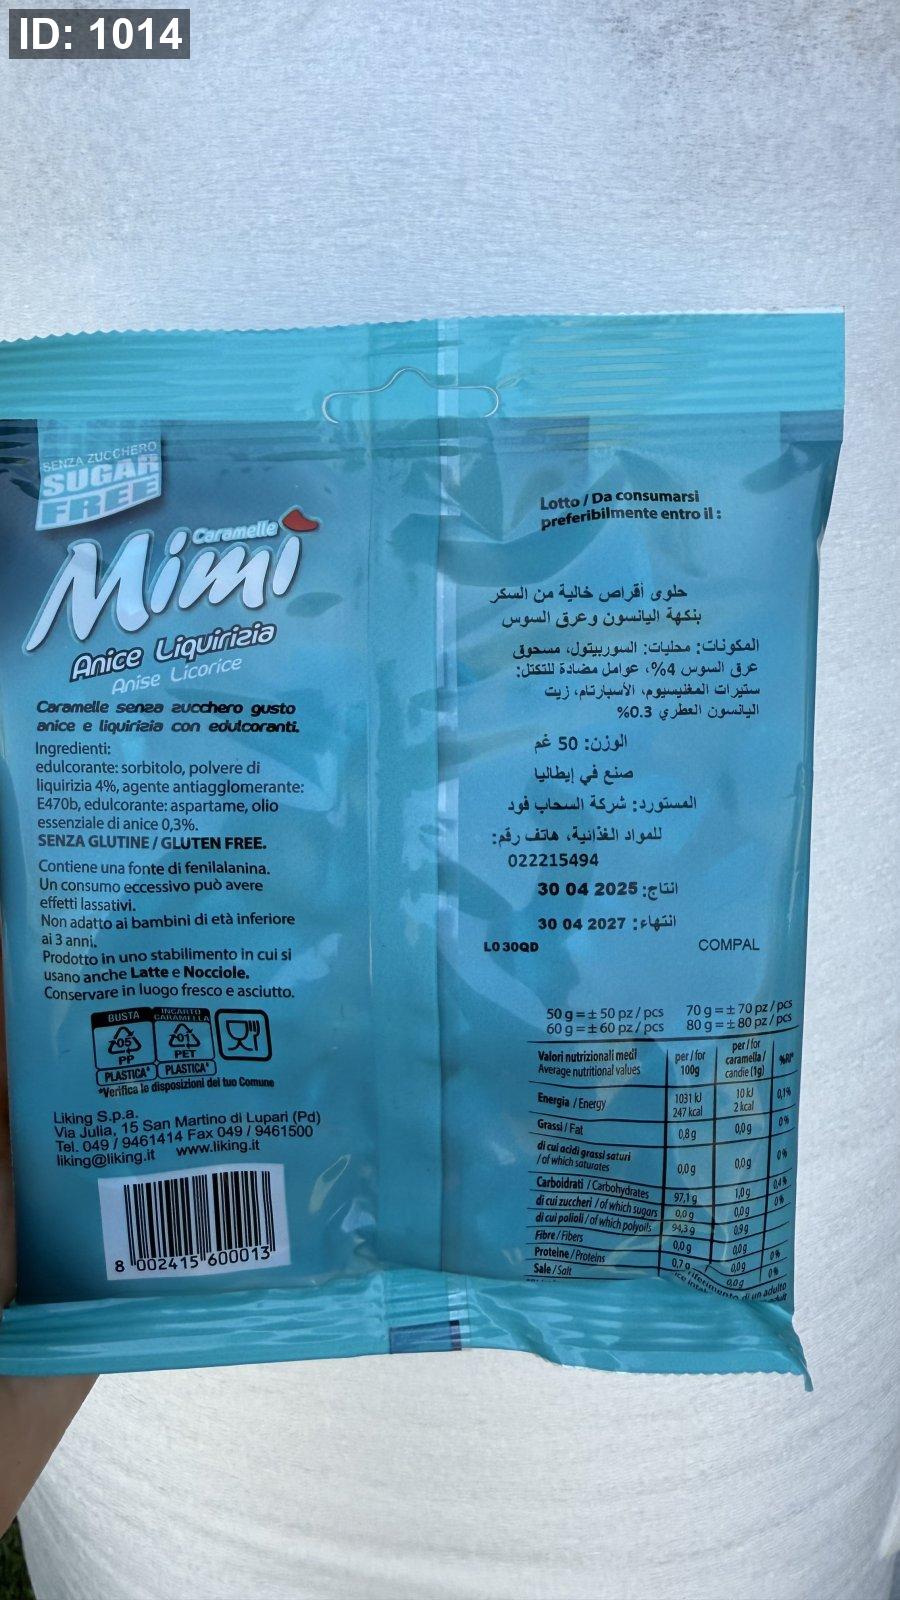 ID: 1014
SENZA ZUCCHERO
SUGAR
FREE
Caramelle
Mimì
Anice Liquirizia
Anise Licorice
Caramelle senza zucchero gusto
anice e liquirizia con edulcoranti.
Ingredienti:
edulcorante: sorbitolo, polvere di
liquirizia 4%, agente antiagglomerante:
E470b, edulcorante: aspartame, olio
essenziale di anice 0,3%.
SENZA GLUTINE / GLUTEN FREE.
Contiene una fonte di fenilalanina.
Un consumo eccessivo può avere
effetti lassativi.
Non adatto ai bambini di età inferiore
ai 3 anni.
Prodotto in uno stabilimento in cui si
usano anche Latte e Nocciole.
Conservare in luogo fresco e asciutto.
BUSTA INCARTO CARAMELLA
05 01
PP PET
PLASTICA* PLASTICA*
*Verifica le disposizioni del tuo Comune
Liking S.p.a.
Via Julia, 15 San Martino di Lupari (Pd)
Tel. 049 / 9461414 Fax 049 / 9461500
liking@liking.it www.liking.it
8 002415 600013
Lotto / Da consumarsi
preferibilmente entro il :
حلوى أقراص خالية من السكر
بنكهة اليانسون وعرق السوس
المكونات: محليات: السوربيتول، مسحوق
عرق السوس 4%، عوامل مضادة للتكتل:
ستيرات المغنيسيوم، الأسبارتام، زيت
اليانسون العطري 0.3%
الوزن: 50 غم
صنع في إيطاليا
المستورد: شركة السحاب فود
للمواد الغذائية، هاتف رقم:
022215494
انتاج: 30 04 2025
انتهاء: 30 04 2027
L030QD COMPAL
50 g = ± 50 pz / pcs 70 g = ± 70 pz / pcs
60 g = ± 60 pz / pcs 80 g = ± 80 pz / pcs
Valori nutrizionali medi
Average nutritional values
per / for
100g
per / for
caramella /
candie (1g)
%RI*
Energia / Energy 1031 kJ 10 kJ 0,1%
247 kcal 2 kcal
Grassi / Fat 0,8 g 0,0 g 0%
di cui acidi grassi saturi
/ of which saturates 0,0 g 0,0 g 0%
Carboidrati / Carbohydrates 97,1 g 1,0 g 0,4%
di cui zuccheri / of which sugars 0,0 g 0,0 g 0%
di cui polioli / of which polyoils 94,3 g 0,9 g
Fibre / Fibers 0,0 g 0,0 g
Proteine / Proteins 0,7 0,0 g 0%
Sale / Salt 0,0 g 0%
riferimento di un adulto